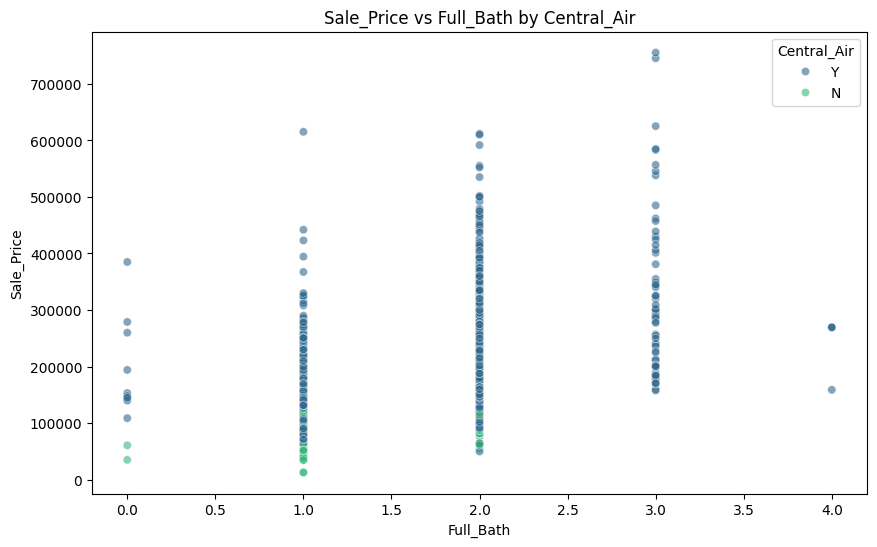 Sale_Price vs Full_Bath by Central_Air
Central_Air
Y
N
700000
600000
500000
400000
300000
200000
100000
0
Sale_Price
0.0 0.5 1.0 1.5 2.0 2.5 3.0 3.5 4.0
Full_Bath